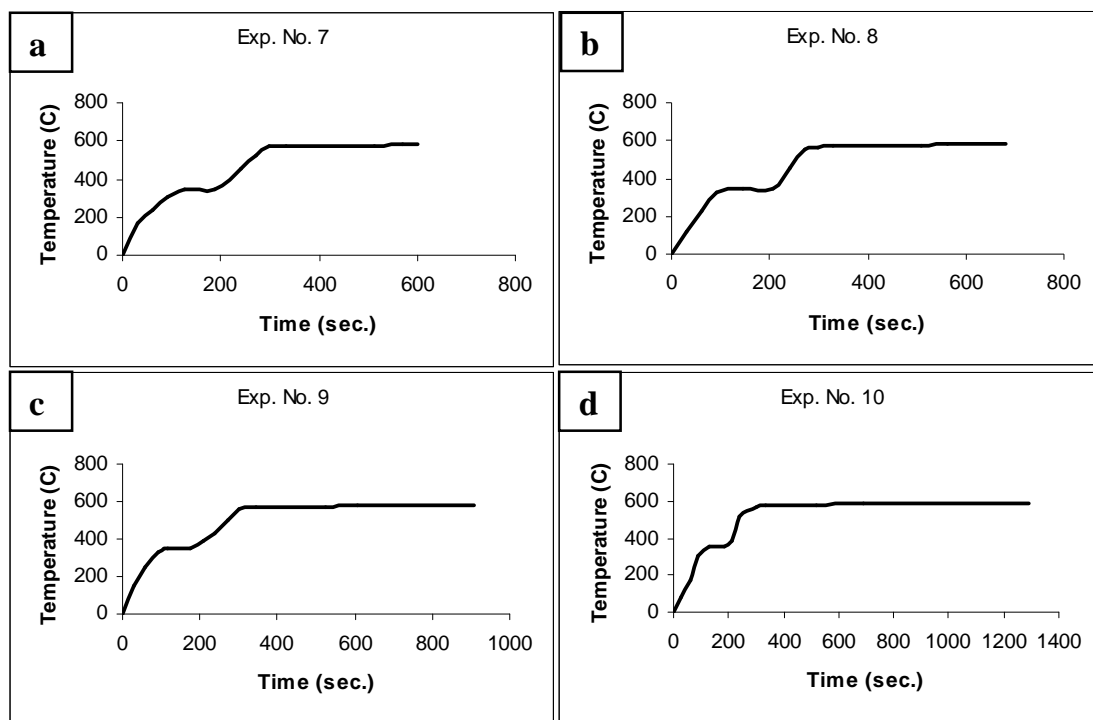 a
Exp. No. 7
Temperature (C)
800
600
400
200
0
0 200 400 600 800
Time (sec.)
b
Exp. No. 8
Temperature (C)
800
600
400
200
0
0 200 400 600 800
Time (sec.)
c
Exp. No. 9
Temperature (C)
800
600
400
200
0
0 200 400 600 800 1000
Time (sec.)
d
Exp. No. 10
Temperature (C)
800
600
400
200
0
0 200 400 600 800 1000 1200 1400
Time (sec.)